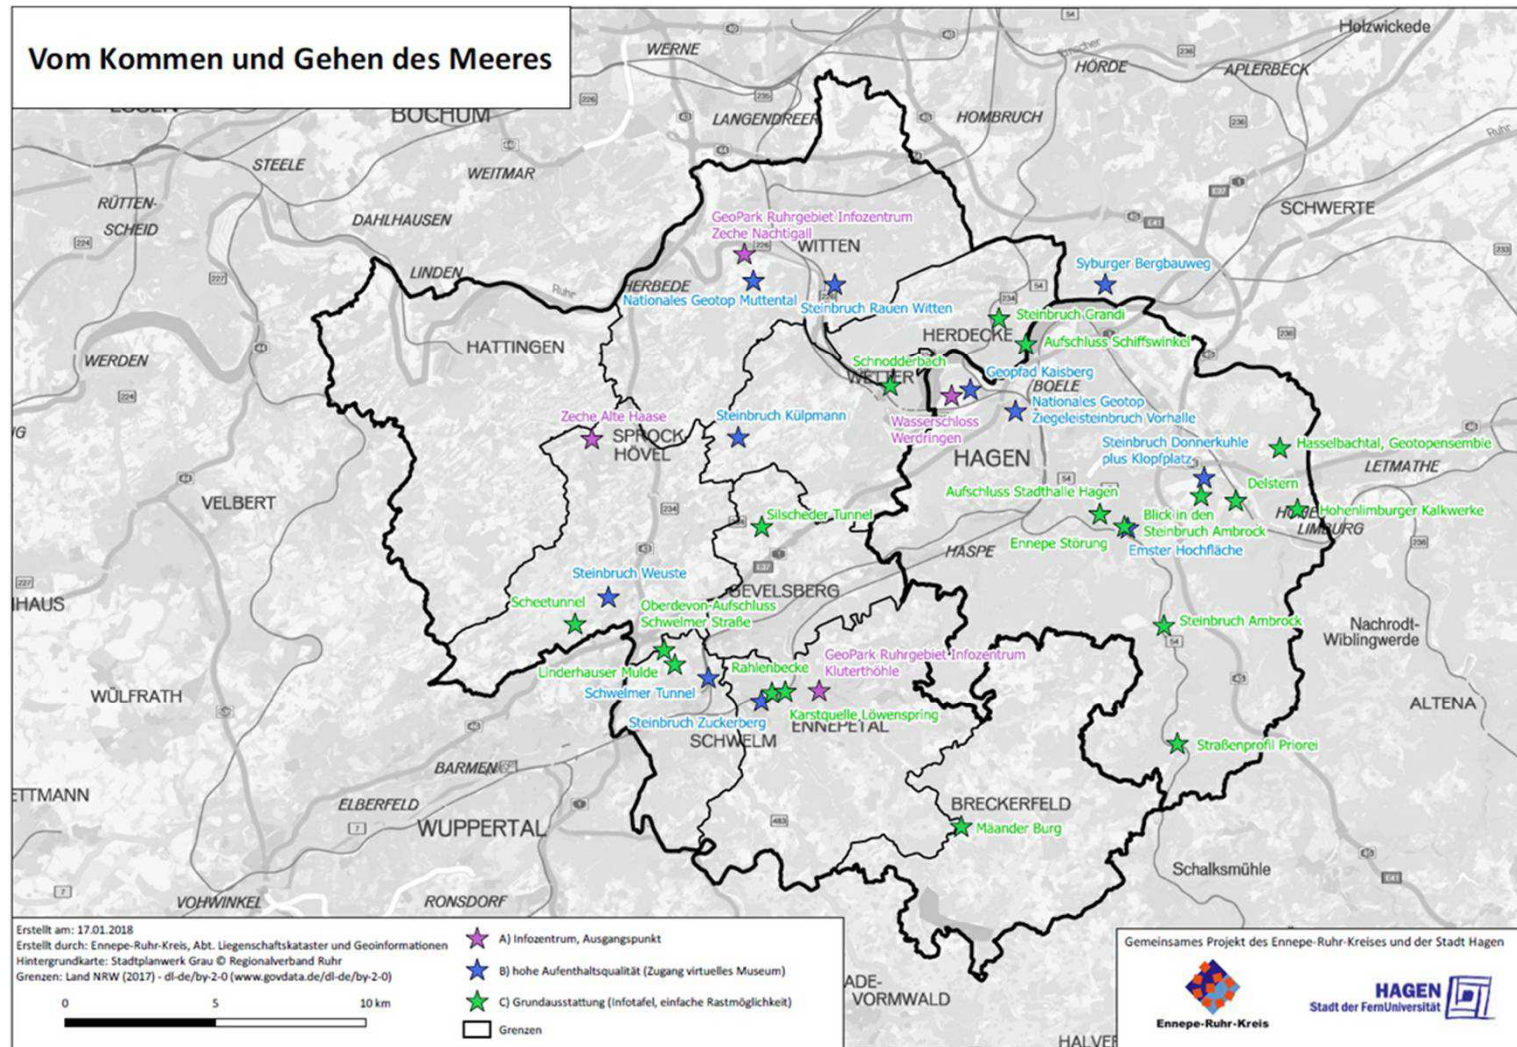 Vom Kommen und Gehen des Meeres
WERNE
Holzwickede
HÖRDE
APLERBECK
BOCHUM
LANGENDREER
HOMBRUCH
STEELE
WEITMAR
Ruhr
RÜTTEN-
SCHEID
DAHLHAUSEN
SCHWERTE
GeoPark Ruhrgebiet Infozentrum
Zeche Nachtigall
WITTEN
LINDEN
Ruhr
HERBEDE
Syburger Bergbauweg
Nationales Geotop Muttental
Steinbruch Rauen Witten
Steinbruch Grandi
HERDECKE
Aufschluss Schiffswinkel
HATTINGEN
WERDEN
Schnodderbach
WETTER
Geopfad Kaisberg
BOELE
Nationales Geotop
Ziegeleisteinbruch Vorhalle
Wasserschloss
Werdringen
Zeche Alte Haase
SPROCK
HÖVEL
Steinbruch Külpmann
Steinbruch Donnerkuhle
plus Klopfplatz
Hasselbachtal, Geotopensemble
HAGEN
LETMATHE
VELBERT
Aufschluss Stadthalle Hagen
Delstern
Silscheder Tunnel
Blick in den
Steinbruch Ambrock
Hohenlimburger Kalkwerke
LIMBURG
Ennepe Störung
Emster Hochfläche
HASPE
Steinbruch Weuste
GEVELSBERG
Scheetunnel
Oberdevon-Aufschluss
Schwelmer Straße
Steinbruch Ambrock
Nachrodt-
Wiblingwerde
GeoPark Ruhrgebiet Infozentrum
Kluterthöhle
Linderhauser Mulde
Rahlenbecke
Schwelmer Tunnel
WÜLFRATH
ALTENA
Steinbruch Zuckerberg
Karstquelle Löwenspring
ENNEPETAL
SCHWELM
Straßenprofil Priorei
BARMEN
ETTMANN
ELBERFELD
BRECKERFELD
WUPPERTAL
Mäander Burg
Schalksmühle
VOHWINKEL
RONSDORF
Erstellt am: 17.01.2018
Erstellt durch: Ennepe-Ruhr-Kreis, Abt. Liegenschaftskataster und Geoinformationen
Hintergrundkarte: Stadtplanwerk Grau © Regionalverband Ruhr
Grenzen: Land NRW (2017) - dl-de/by-2-0 (www.govdata.de/dl-de/by-2-0)
0 5 10 km
A) Infozentrum, Ausgangspunkt
B) hohe Aufenthaltsqualität (Zugang virtuelles Museum)
C) Grundausstattung (Infotafel, einfache Rastmöglichkeit)
Grenzen
ADE-
VORMWALD
HALVER
Gemeinsames Projekt des Ennepe-Ruhr-Kreises und der Stadt Hagen
Ennepe-Ruhr-Kreis
HAGEN
Stadt der FernUniversität